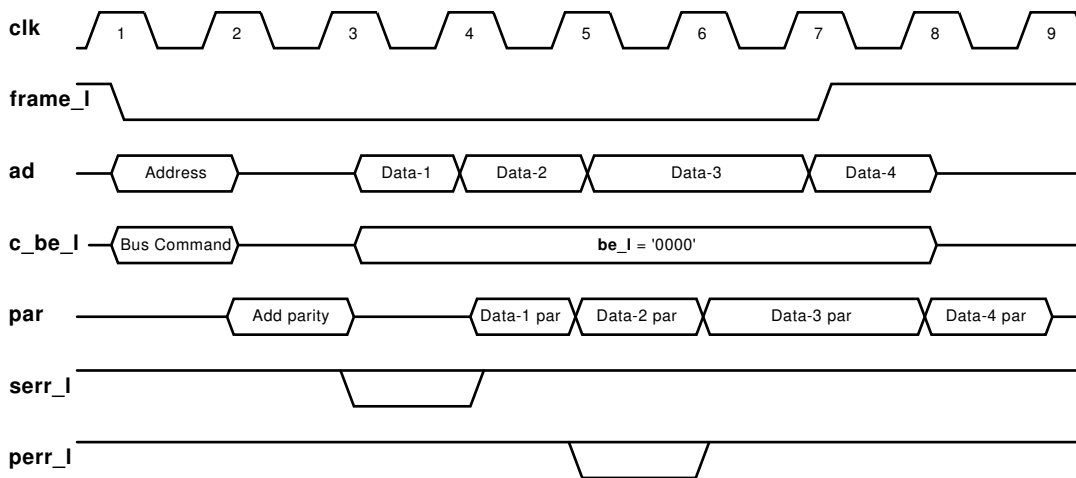 clk 1 2 3 4 5 6 7 8 9
frame_l
ad Address Data-1 Data-2 Data-3 Data-4
c_be_l Bus Command be_l = '0000'
par Add parity Data-1 par Data-2 par Data-3 par Data-4 par
serr_l
perr_l